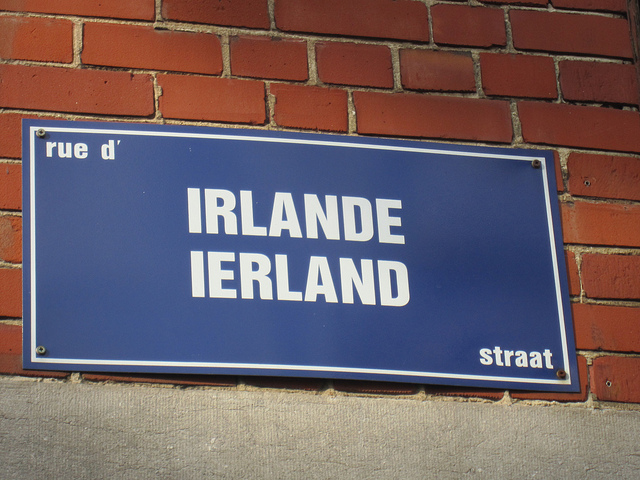 rue d'
IRLANDE
IERLAND
straat